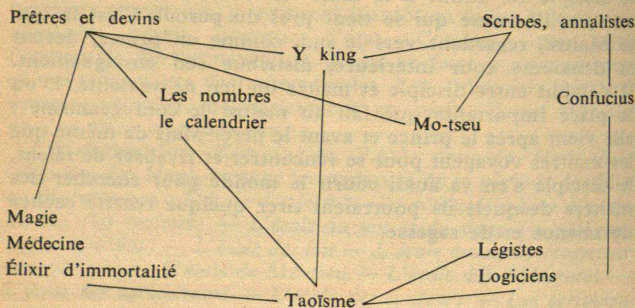 Prêtres et devins
Scribes, annalistes
Y king
Les nombres
le calendrier
Confucius
Mo-tseu
Magie
Médecine
Élixir d'immortalité
Légistes
Logiciens
Taoïsme